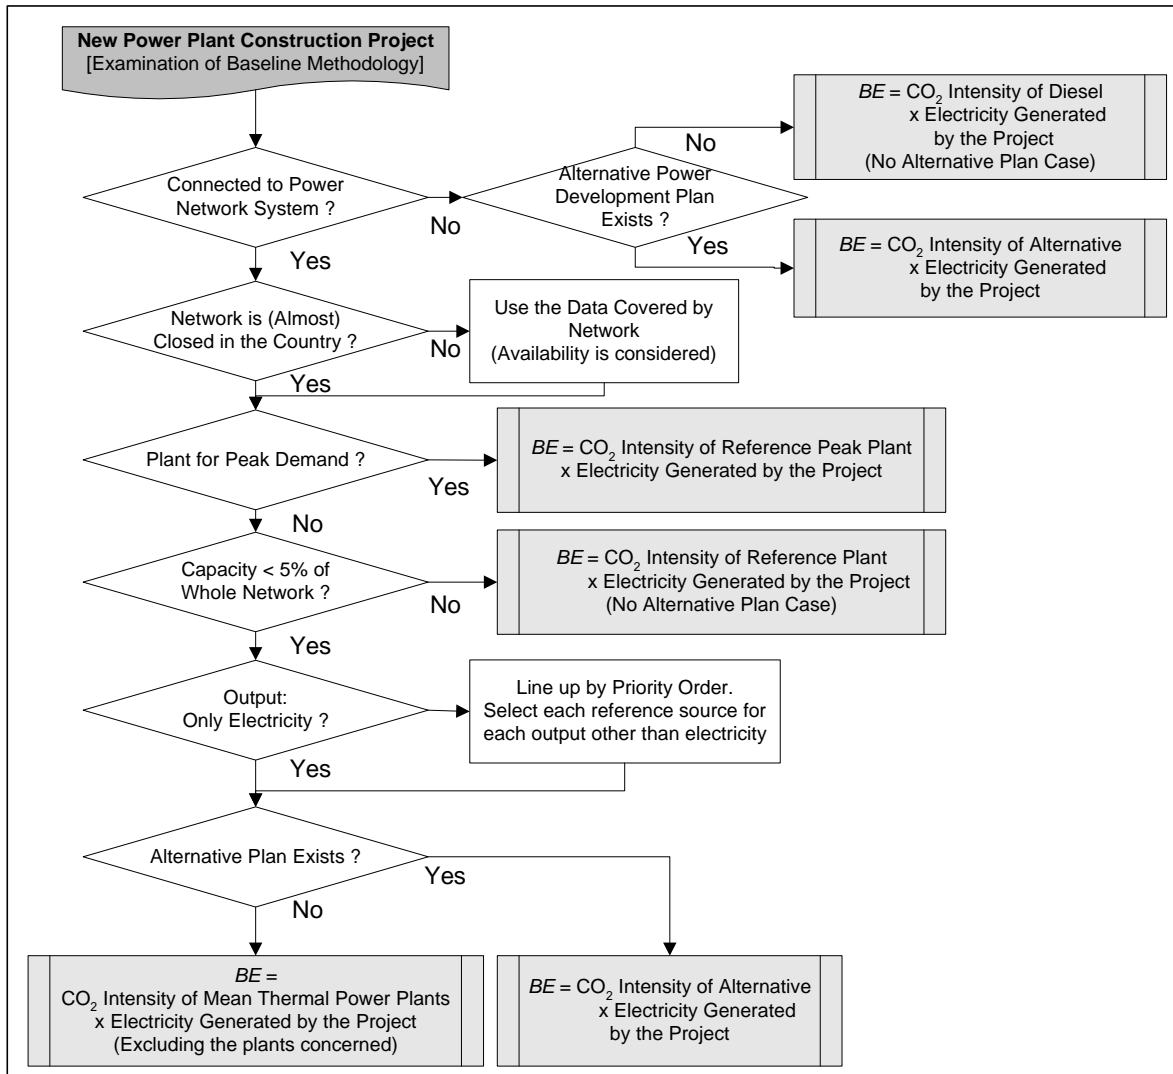 New Power Plant Construction Project
[Examination of Baseline Methodology]
BE = CO2 Intensity of Diesel
x Electricity Generated
by the Project
(No Alternative Plan Case)
No
Connected to Power
Network System ?
No
Alternative Power
Development Plan
Exists ?
Yes
BE = CO2 Intensity of Alternative
x Electricity Generated
by the Project
Yes
Network is (Almost)
Closed in the Country ?
No
Use the Data Covered by
Network
(Availability is considered)
Yes
Plant for Peak Demand ?
Yes
BE = CO2 Intensity of Reference Peak Plant
x Electricity Generated by the Project
No
Capacity < 5% of
Whole Network ?
No
BE = CO2 Intensity of Reference Plant
x Electricity Generated by the Project
(No Alternative Plan Case)
Yes
Output:
Only Electricity ?
Line up by Priority Order.
Select each reference source for
each output other than electricity
Yes
Alternative Plan Exists ?
Yes
No
BE =
CO2 Intensity of Mean Thermal Power Plants
x Electricity Generated by the Project
(Excluding the plants concerned)
BE = CO2 Intensity of Alternative
x Electricity Generated
by the Project